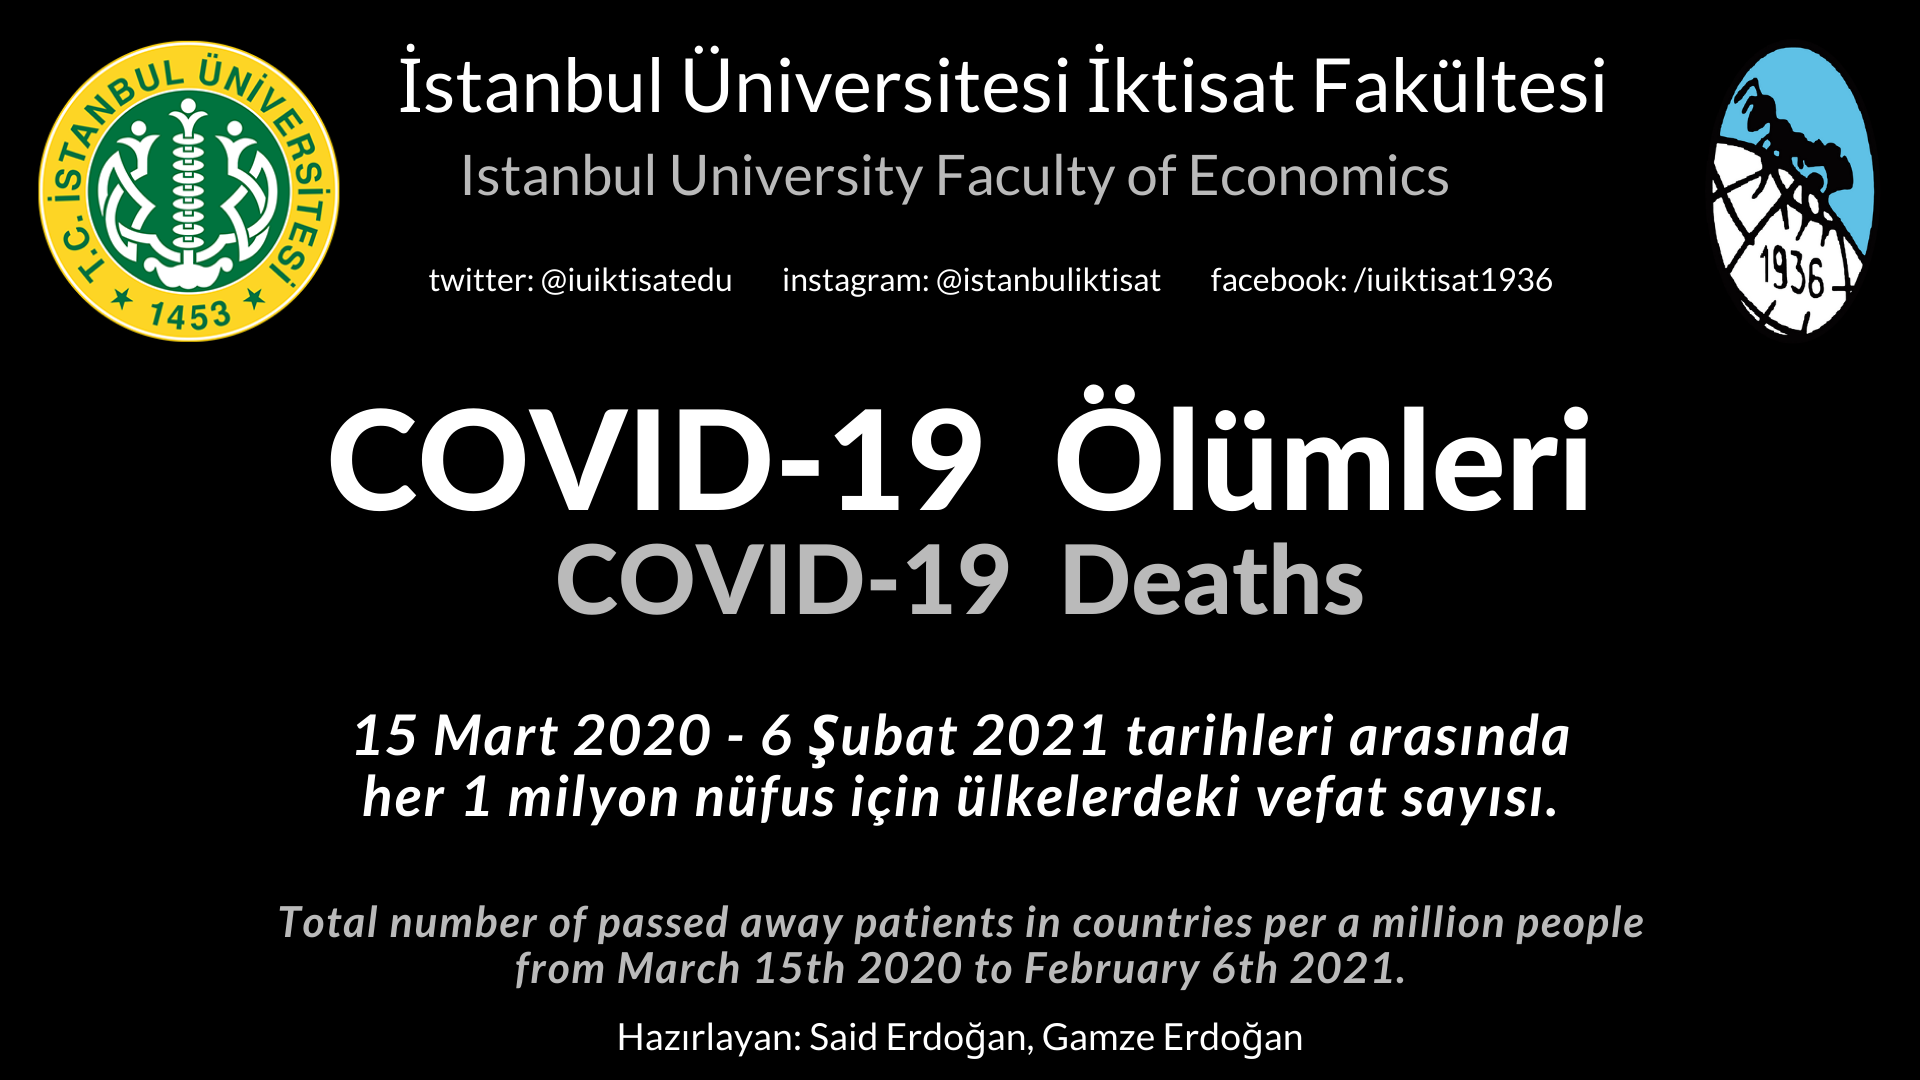 T.C. İSTANBUL ÜNİVERSİTESİ
1453
İstanbul Üniversitesi İktisat Fakültesi
Istanbul University Faculty of Economics
twitter: @iuiktisatedu instagram: @istanbuliktisat facebook: /iuiktisat1936
1936
COVID-19 Ölümleri
COVID-19 Deaths
15 Mart 2020 - 6 Şubat 2021 tarihleri arasında
her 1 milyon nüfus için ülkelerdeki vefat sayısı.
Total number of passed away patients in countries per a million people
from March 15th 2020 to February 6th 2021.
Hazırlayan: Said Erdoğan, Gamze Erdoğan